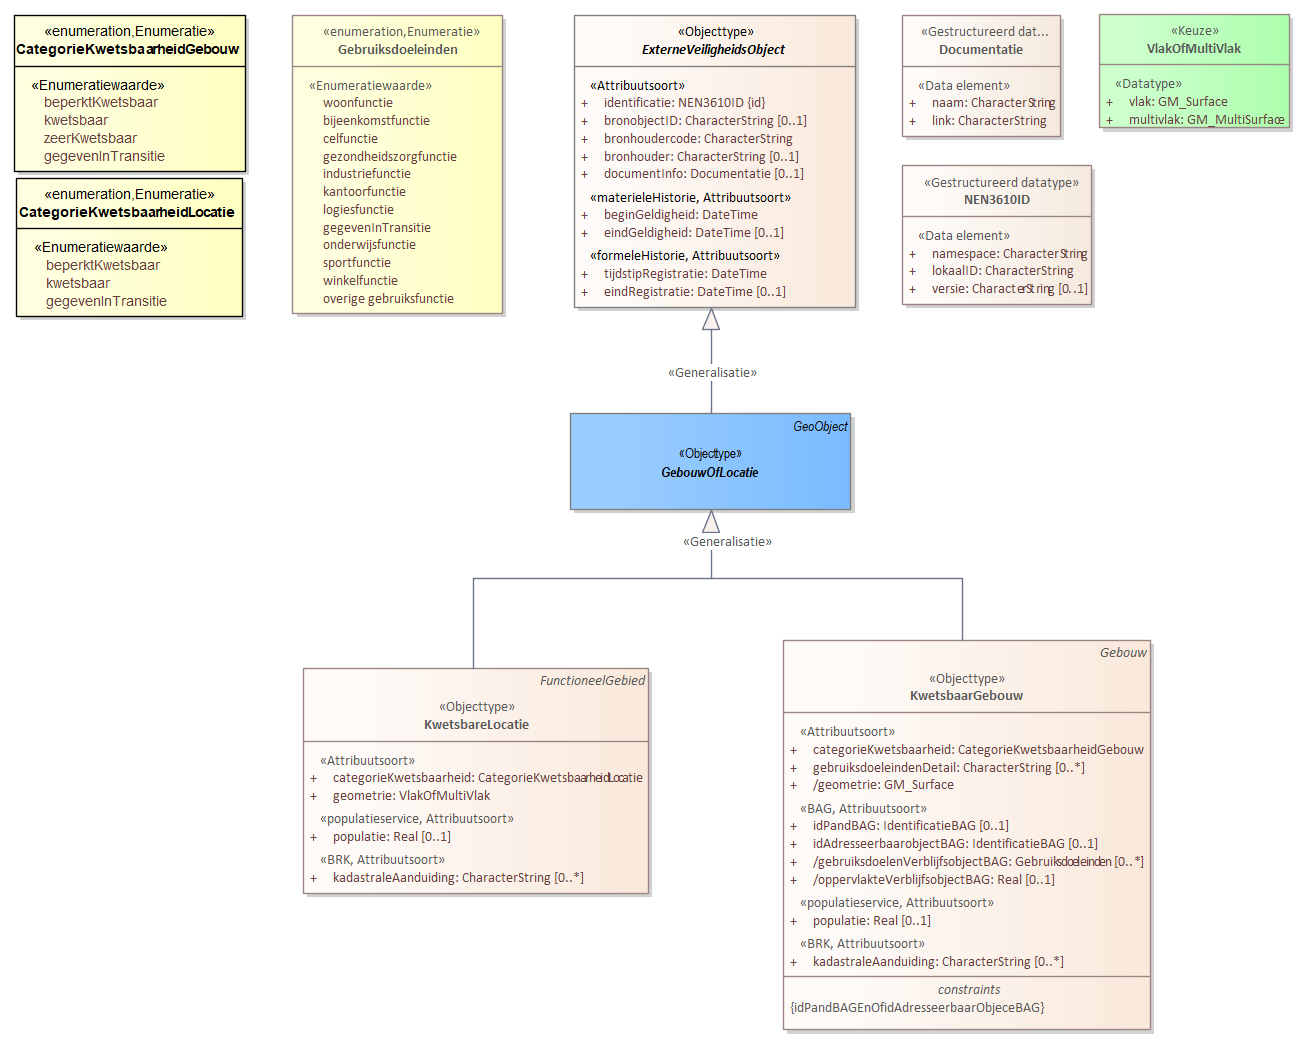 «enumeration,Enumeratie»
CategorieKwetsbaarheidGebouw
«Enumeratiewaarde»
beperktKwetsbaar
kwetsbaar
zeerKwetsbaar
gegevenInTransitie
«enumeration,Enumeratie»
CategorieKwetsbaarheidLocatie
«Enumeratiewaarde»
beperktKwetsbaar
kwetsbaar
gegevenInTransitie
«enumeration,Enumeratie»
Gebruiksdoeleinden
«Enumeratiewaarde»
woonfunctie
bijeenkomstfunctie
celfunctie
gezondheidszorgfunctie
industriefunctie
kantoorfunctie
logiesfunctie
gegevenInTransitie
onderwijsfunctie
sportfunctie
winkelfunctie
overige gebruiksfunctie
«Objecttype»
ExterneVeiligheidsObject
«Attribuutsoort»
+ identificatie: NEN3610ID {id}
+ bronobjectID: CharacterString [0..1]
+ bronhoudercode: CharacterString
+ bronhouder: CharacterString [0..1]
+ documentInfo: Documentatie [0..1]
«materieleHistorie, Attribuutsoort»
+ beginGeldigheid: DateTime
+ eindGeldigheid: DateTime [0..1]
«formeleHistorie, Attribuutsoort»
+ tijdstipRegistratie: DateTime
+ eindRegistratie: DateTime [0..1]
«Gestructureerd dat...
Documentatie
«Data element»
+ naam: CharacterString
+ link: CharacterString
«Gestructureerd datatype»
NEN3610ID
«Data element»
+ namespace: CharacterString
+ lokaalID: CharacterString
+ versie: CharacterString [0..1]
«Keuze»
VlakOfMultiVlak
«Datatype»
+ vlak: GM_Surface
+ multivlak: GM_MultiSurface
«Generalisatie»
GeoObject
«Objecttype»
GebouwOfLocatie
«Generalisatie»
FunctioneelGebied
«Objecttype»
KwetsbareLocatie
«Attribuutsoort»
+ categorieKwetsbaarheid: CategorieKwetsbaarheidLocatie
+ geometrie: VlakOfMultiVlak
«populatieservice, Attribuutsoort»
+ populatie: Real [0..1]
«BRK, Attribuutsoort»
+ kadastraleAanduiding: CharacterString [0..*]
Gebouw
«Objecttype»
KwetsbaarGebouw
«Attribuutsoort»
+ categorieKwetsbaarheid: CategorieKwetsbaarheidGebouw
+ gebruiksdoeleindenDetail: CharacterString [0..*]
+ /geometrie: GM_Surface
«BAG, Attribuutsoort»
+ idPandBAG: IdentificatieBAG [0..1]
+ idAdresseerbaarobjectBAG: IdentificatieBAG [0..1]
+ /gebruiksdoelenVerblijfsobjectBAG: Gebruiksdoeleinden [0..*]
+ /oppervlakteVerblijfsobjectBAG: Real [0..1]
«populatieservice, Attribuutsoort»
+ populatie: Real [0..1]
«BRK, Attribuutsoort»
+ kadastraleAanduiding: CharacterString [0..*]
constraints
{idPandBAGEnOfidAdresseerbaarObjeceBAG}